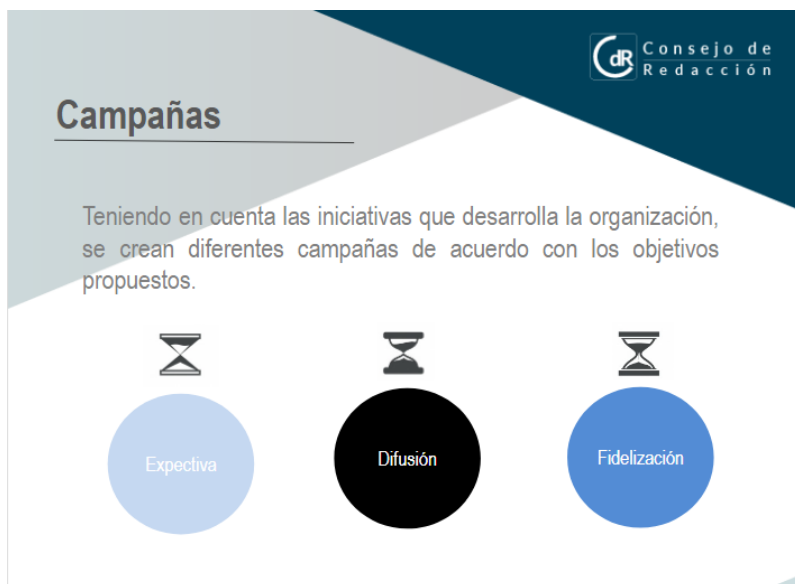 CdR Consejo de
Redacción
Campañas
Teniendo en cuenta las iniciativas que desarrolla la organización,
se crean diferentes campañas de acuerdo con los objetivos
propuestos.
Expectiva
Difusión
Fidelización